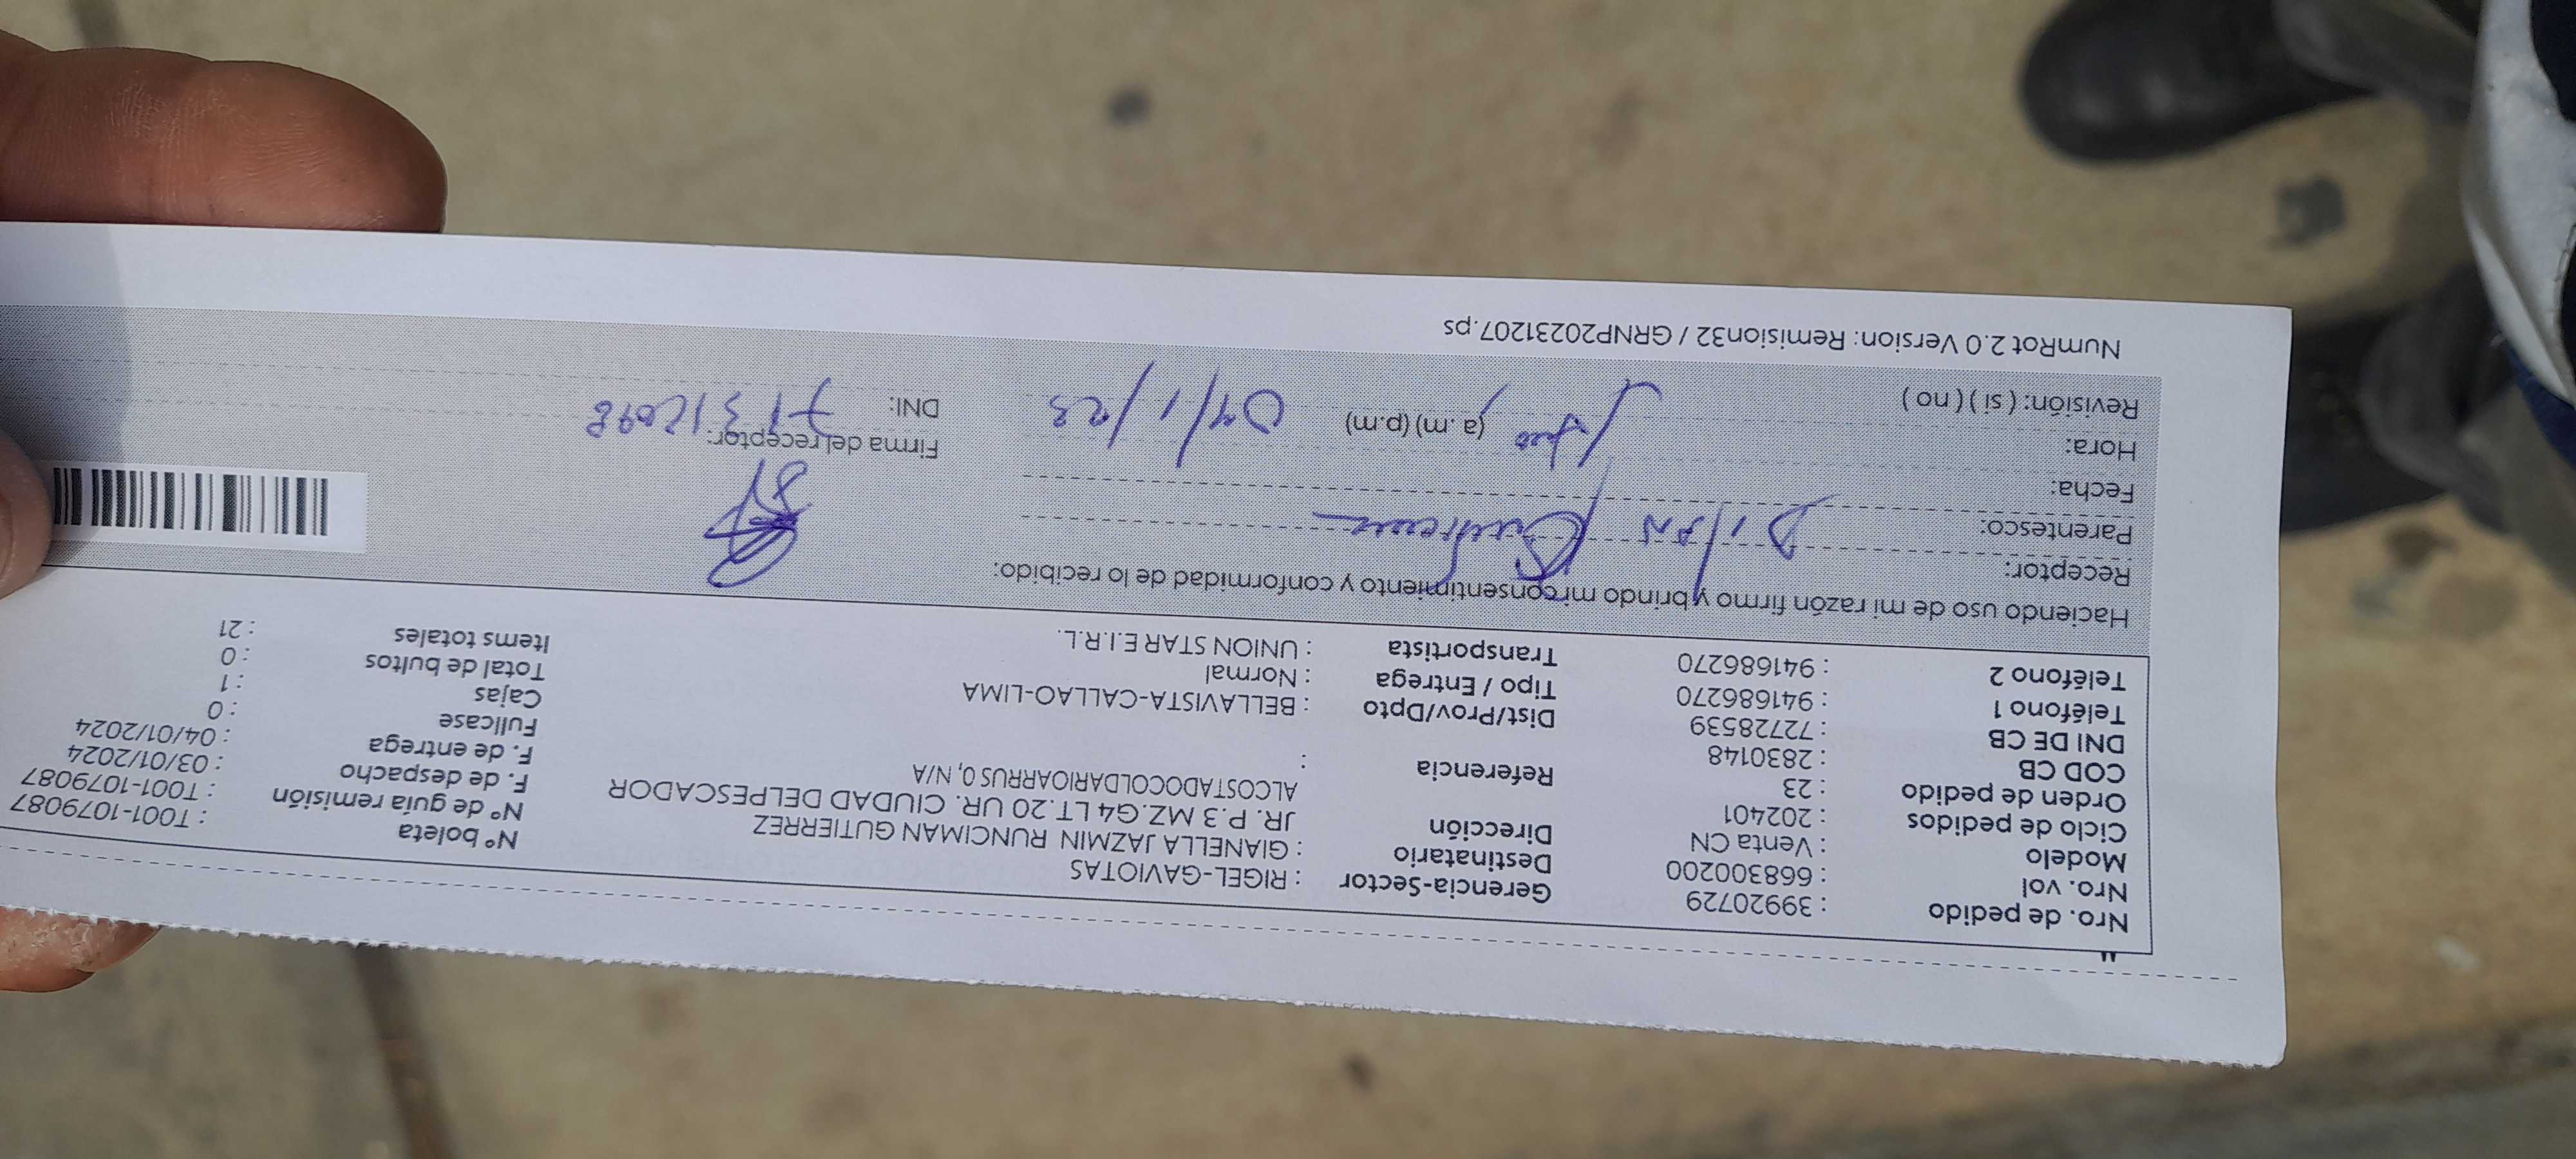 Nro. de pedido : 39920729 Gerencia-Sector : RIGEL-GAVIOTAS Nº boleta : T001-1079087
Nro. vol : 668300200 Destinatario : GIANELLA JAZMIN RUNCIMAN GUTIERREZ Nº de guía remisión : T001-1079087
Modelo : Venta CN Dirección JR. P.3 MZ.G4 LT.20 UR. CIUDAD DELPESCADOR F. de despacho : 03/01/2024
Ciclo de pedidos : 202401 ALCOSTADOCOLDARIOARRUS 0, N/A F. de entrega : 04/01/2024
Orden de pedido : 23 Referencia : Fullcase : 0
COD CB : 2830148 Dist/Prov/Dpto : BELLAVISTA-CALLAO-LIMA Cajas : 1
DNI DE CB : 72728539 Tipo / Entrega : Normal Total de bultos : 0
Teléfono 1 : 941686270 Transportista : UNION STAR E.I.R.L. Items totales : 21
Teléfono 2 : 941686270
Haciendo uso de mi razón firmo y brindo mi consentimiento y conformidad de lo recibido:
Receptor:
Parentesco:
Fecha:
Hora: (a.m) (p.m) 04/1/23
Revisión: ( si ) ( no )
Firma del receptor:
DNI:
NumRot 2.0 Version: Remision32 / GRNP20231207.ps